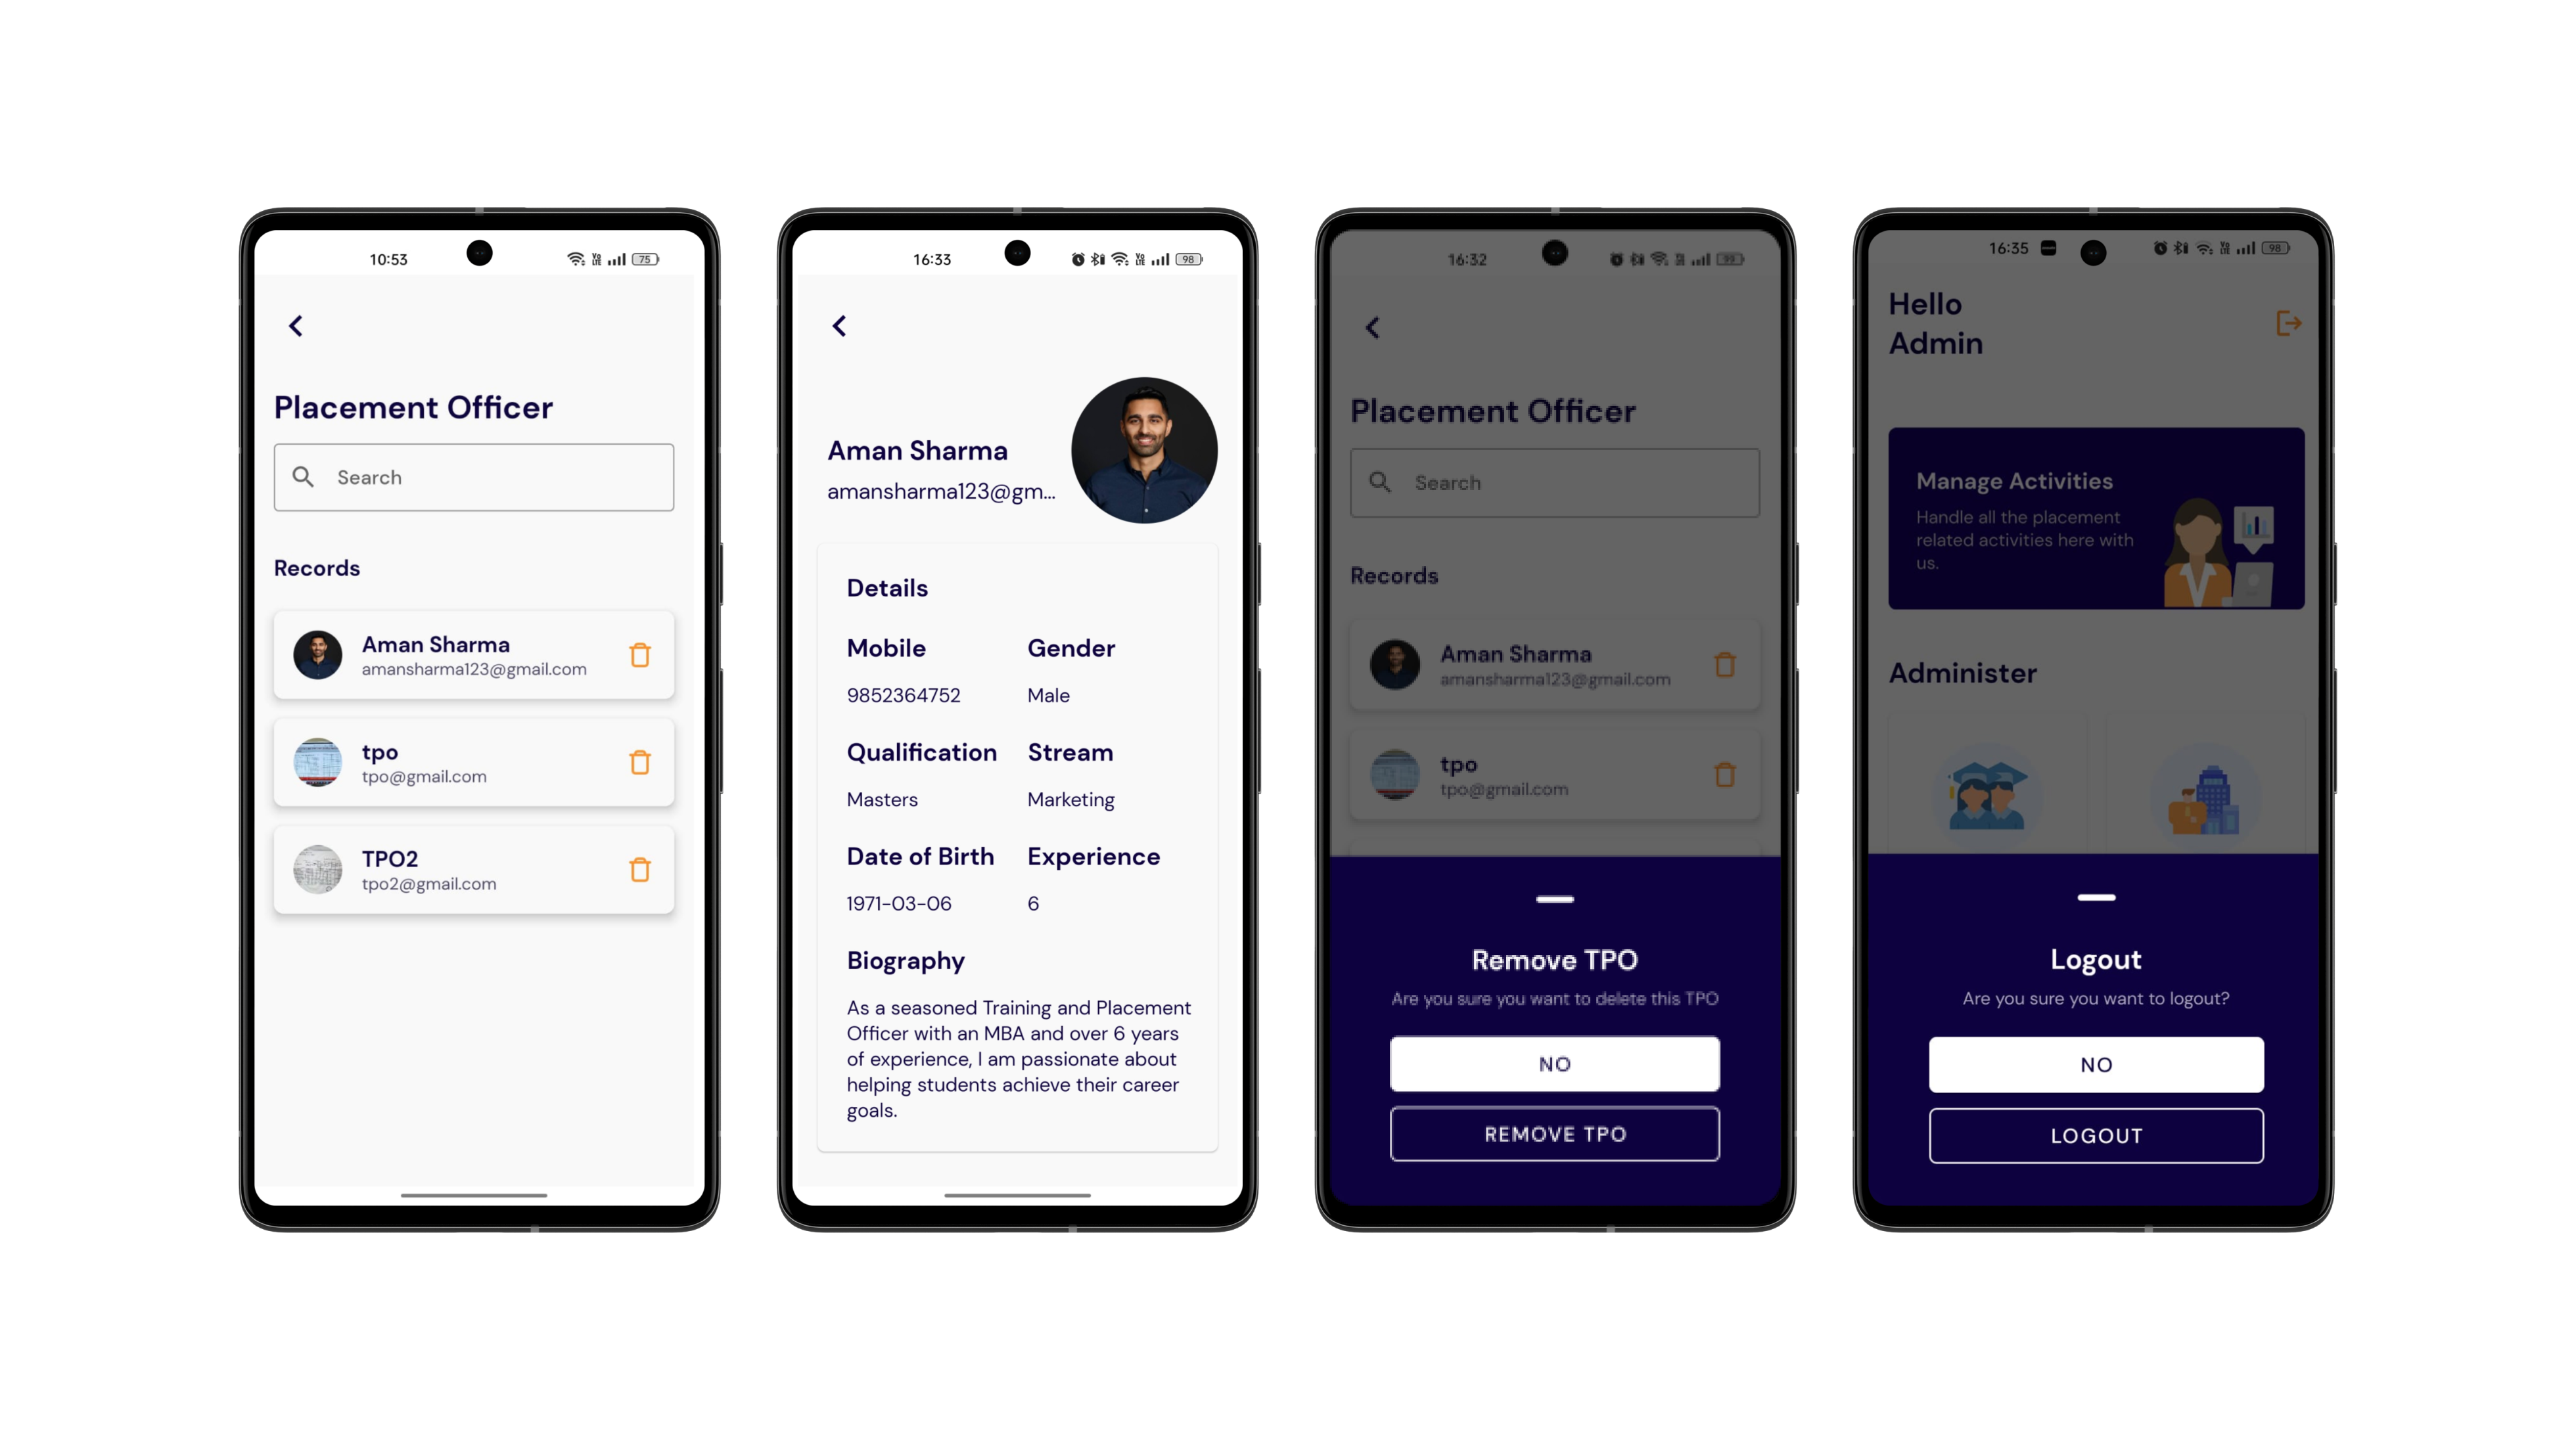 10:53
75
Placement Officer
Search
Records
Aman Sharma
amansharma123@gmail.com
tpo
tpo@gmail.com
TPO2
tpo2@gmail.com
16:33
98
Aman Sharma
amansharma123@gm...
Details
Mobile Gender
9852364752 Male
Qualification Stream
Masters Marketing
Date of Birth Experience
1971-03-06 6
Biography
As a seasoned Training and Placement
Officer with an MBA and over 6 years
of experience, I am passionate about
helping students achieve their career
goals.
16:32
99
Placement Officer
Search
Records
Aman Sharma
amansharma123@gmail.com
tpo
tpo@gmail.com
Remove TPO
Are you sure you want to delete this TPO
NO
REMOVE TPO
16:35
98
Hello
Admin
Manage Activities
Handle all the placement
related activities here with
us.
Administer
Logout
Are you sure you want to logout?
NO
LOGOUT